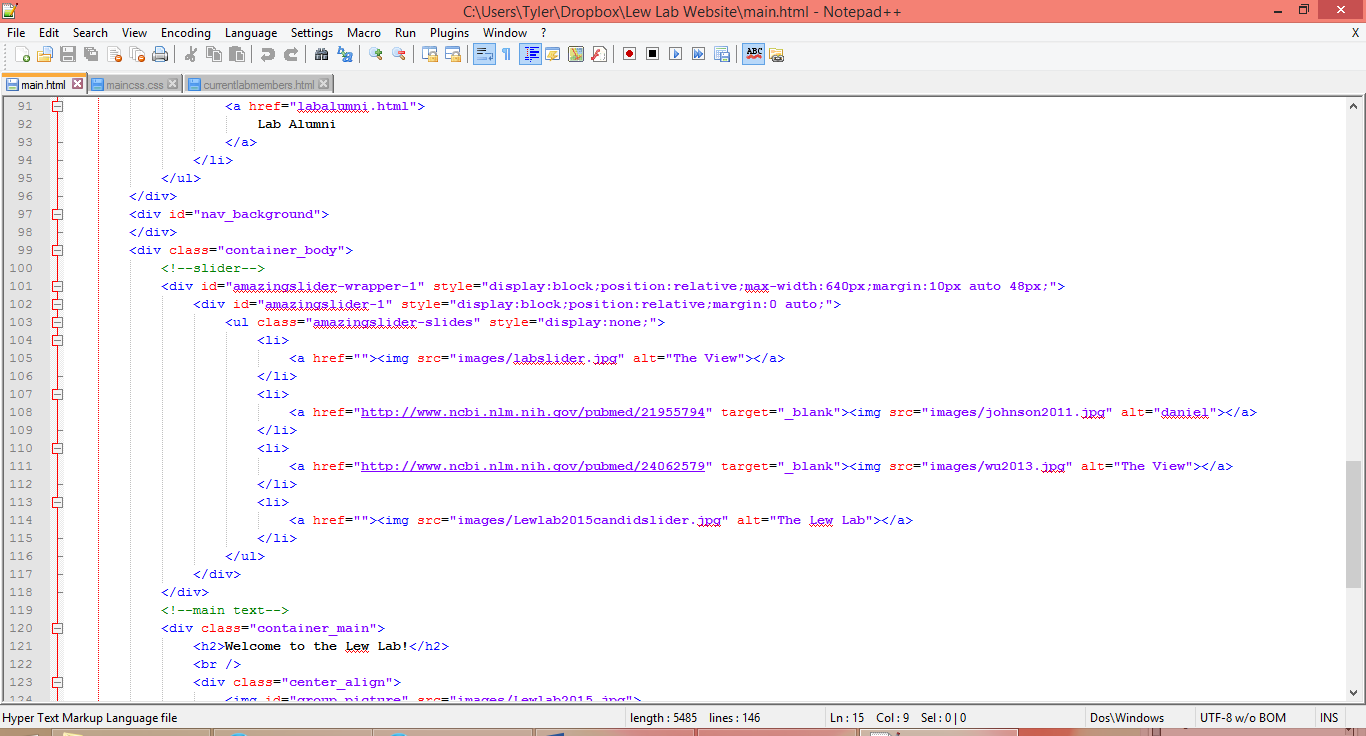 C:\Users\Tyler\Dropbox\Lew Lab Website\main.html - Notepad++
File Edit Search View Encoding Language Settings Macro Run Plugins Window ? X
ABC
main.html maincss.css currentlabmembers.html
91 <a href="labalumni.html">
92 Lab Alumni
93 </a>
94 </li>
95 </ul>
96 </div>
97 <div id="nav_background">
98 </div>
99 <div class="container_body">
100 <!--slider-->
101 <div id="amazingslider-wrapper-1" style="display:block;position:relative;max-width:640px;margin:10px auto 48px;">
102 <div id="amazingslider-1" style="display:block;position:relative;margin:0 auto;">
103 <ul class="amazingslider-slides" style="display:none;">
104 <li>
105 <a href=""><img src="images/labslider.jpg" alt="The View"></a>
106 </li>
107 <li>
108 <a href="http://www.ncbi.nlm.nih.gov/pubmed/21955794" target="_blank"><img src="images/johnson2011.jpg" alt="daniel"></a>
109 </li>
110 <li>
111 <a href="http://www.ncbi.nlm.nih.gov/pubmed/24062579" target="_blank"><img src="images/wu2013.jpg" alt="The View"></a>
112 </li>
113 <li>
114 <a href=""><img src="images/Lewlab2015candidslider.jpg" alt="The Lew Lab"></a>
115 </li>
116 </ul>
117 </div>
118 </div>
119 <!--main text-->
120 <div class="container_main">
121 <h2>Welcome to the Lew Lab!</h2>
122 <br />
123 <div class="center_align">
124 <img id="group_picture" src="images/Lewlab2015.jpg">
Hyper Text Markup Language file length : 5485 lines : 146 Ln : 15 Col : 9 Sel : 0 | 0 Dos\Windows UTF-8 w/o BOM INS